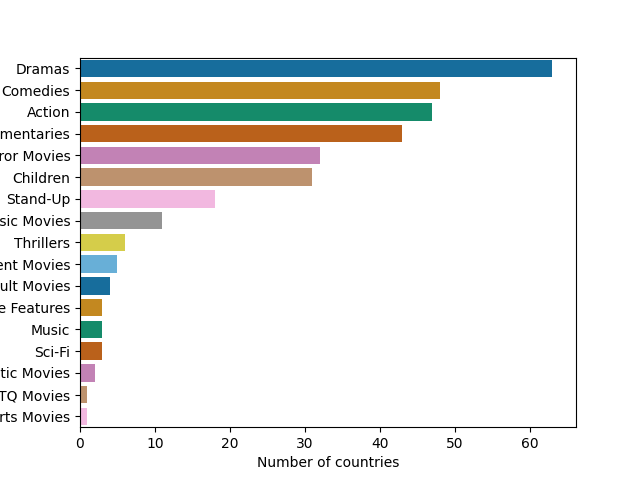 Dramas
Comedies
Action
mentaries
ror Movies
Children
Stand-Up
sic Movies
Thrillers
ent Movies
ult Movies
e Features
Music
Sci-Fi
tic Movies
TQ Movies
rts Movies
0 10 20 30 40 50 60
Number of countries